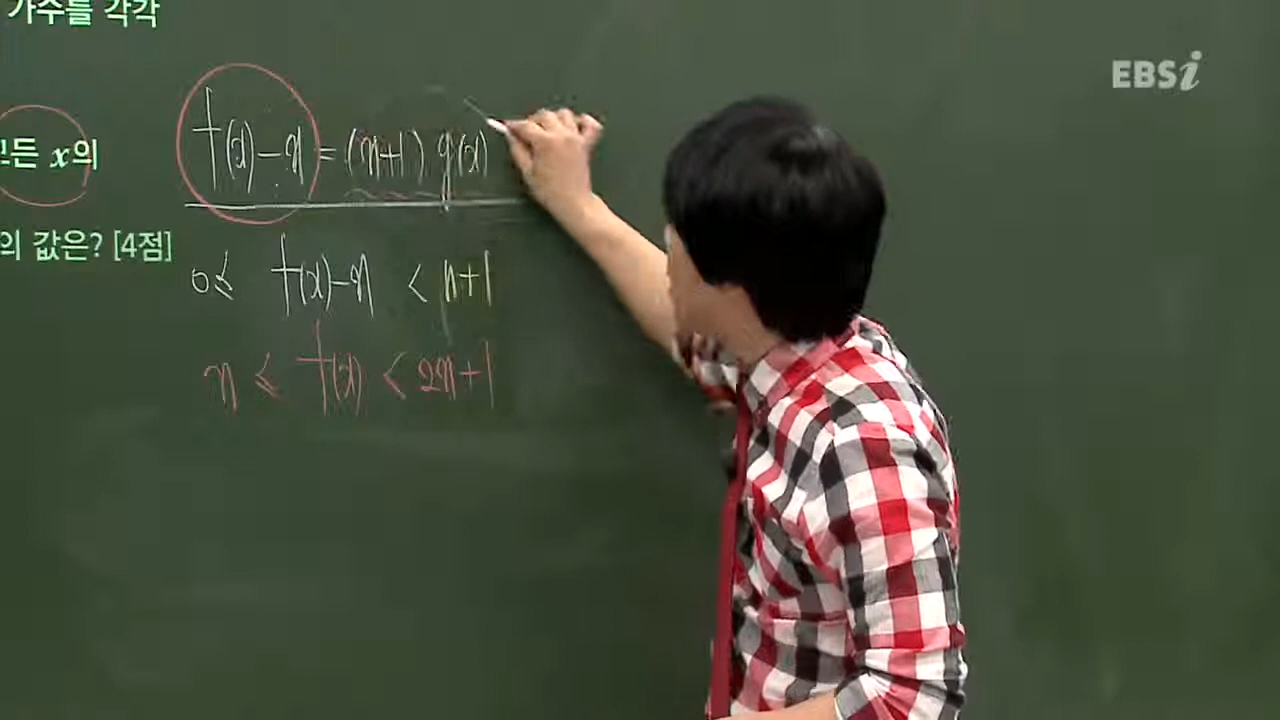 가수를 각각
EBSi
모든 x의
f(x)-n=(n+1)g(x)
의 값은? [4점]
0≤ f(x)-n < n+1
n ≤ f(x) < 2n+1